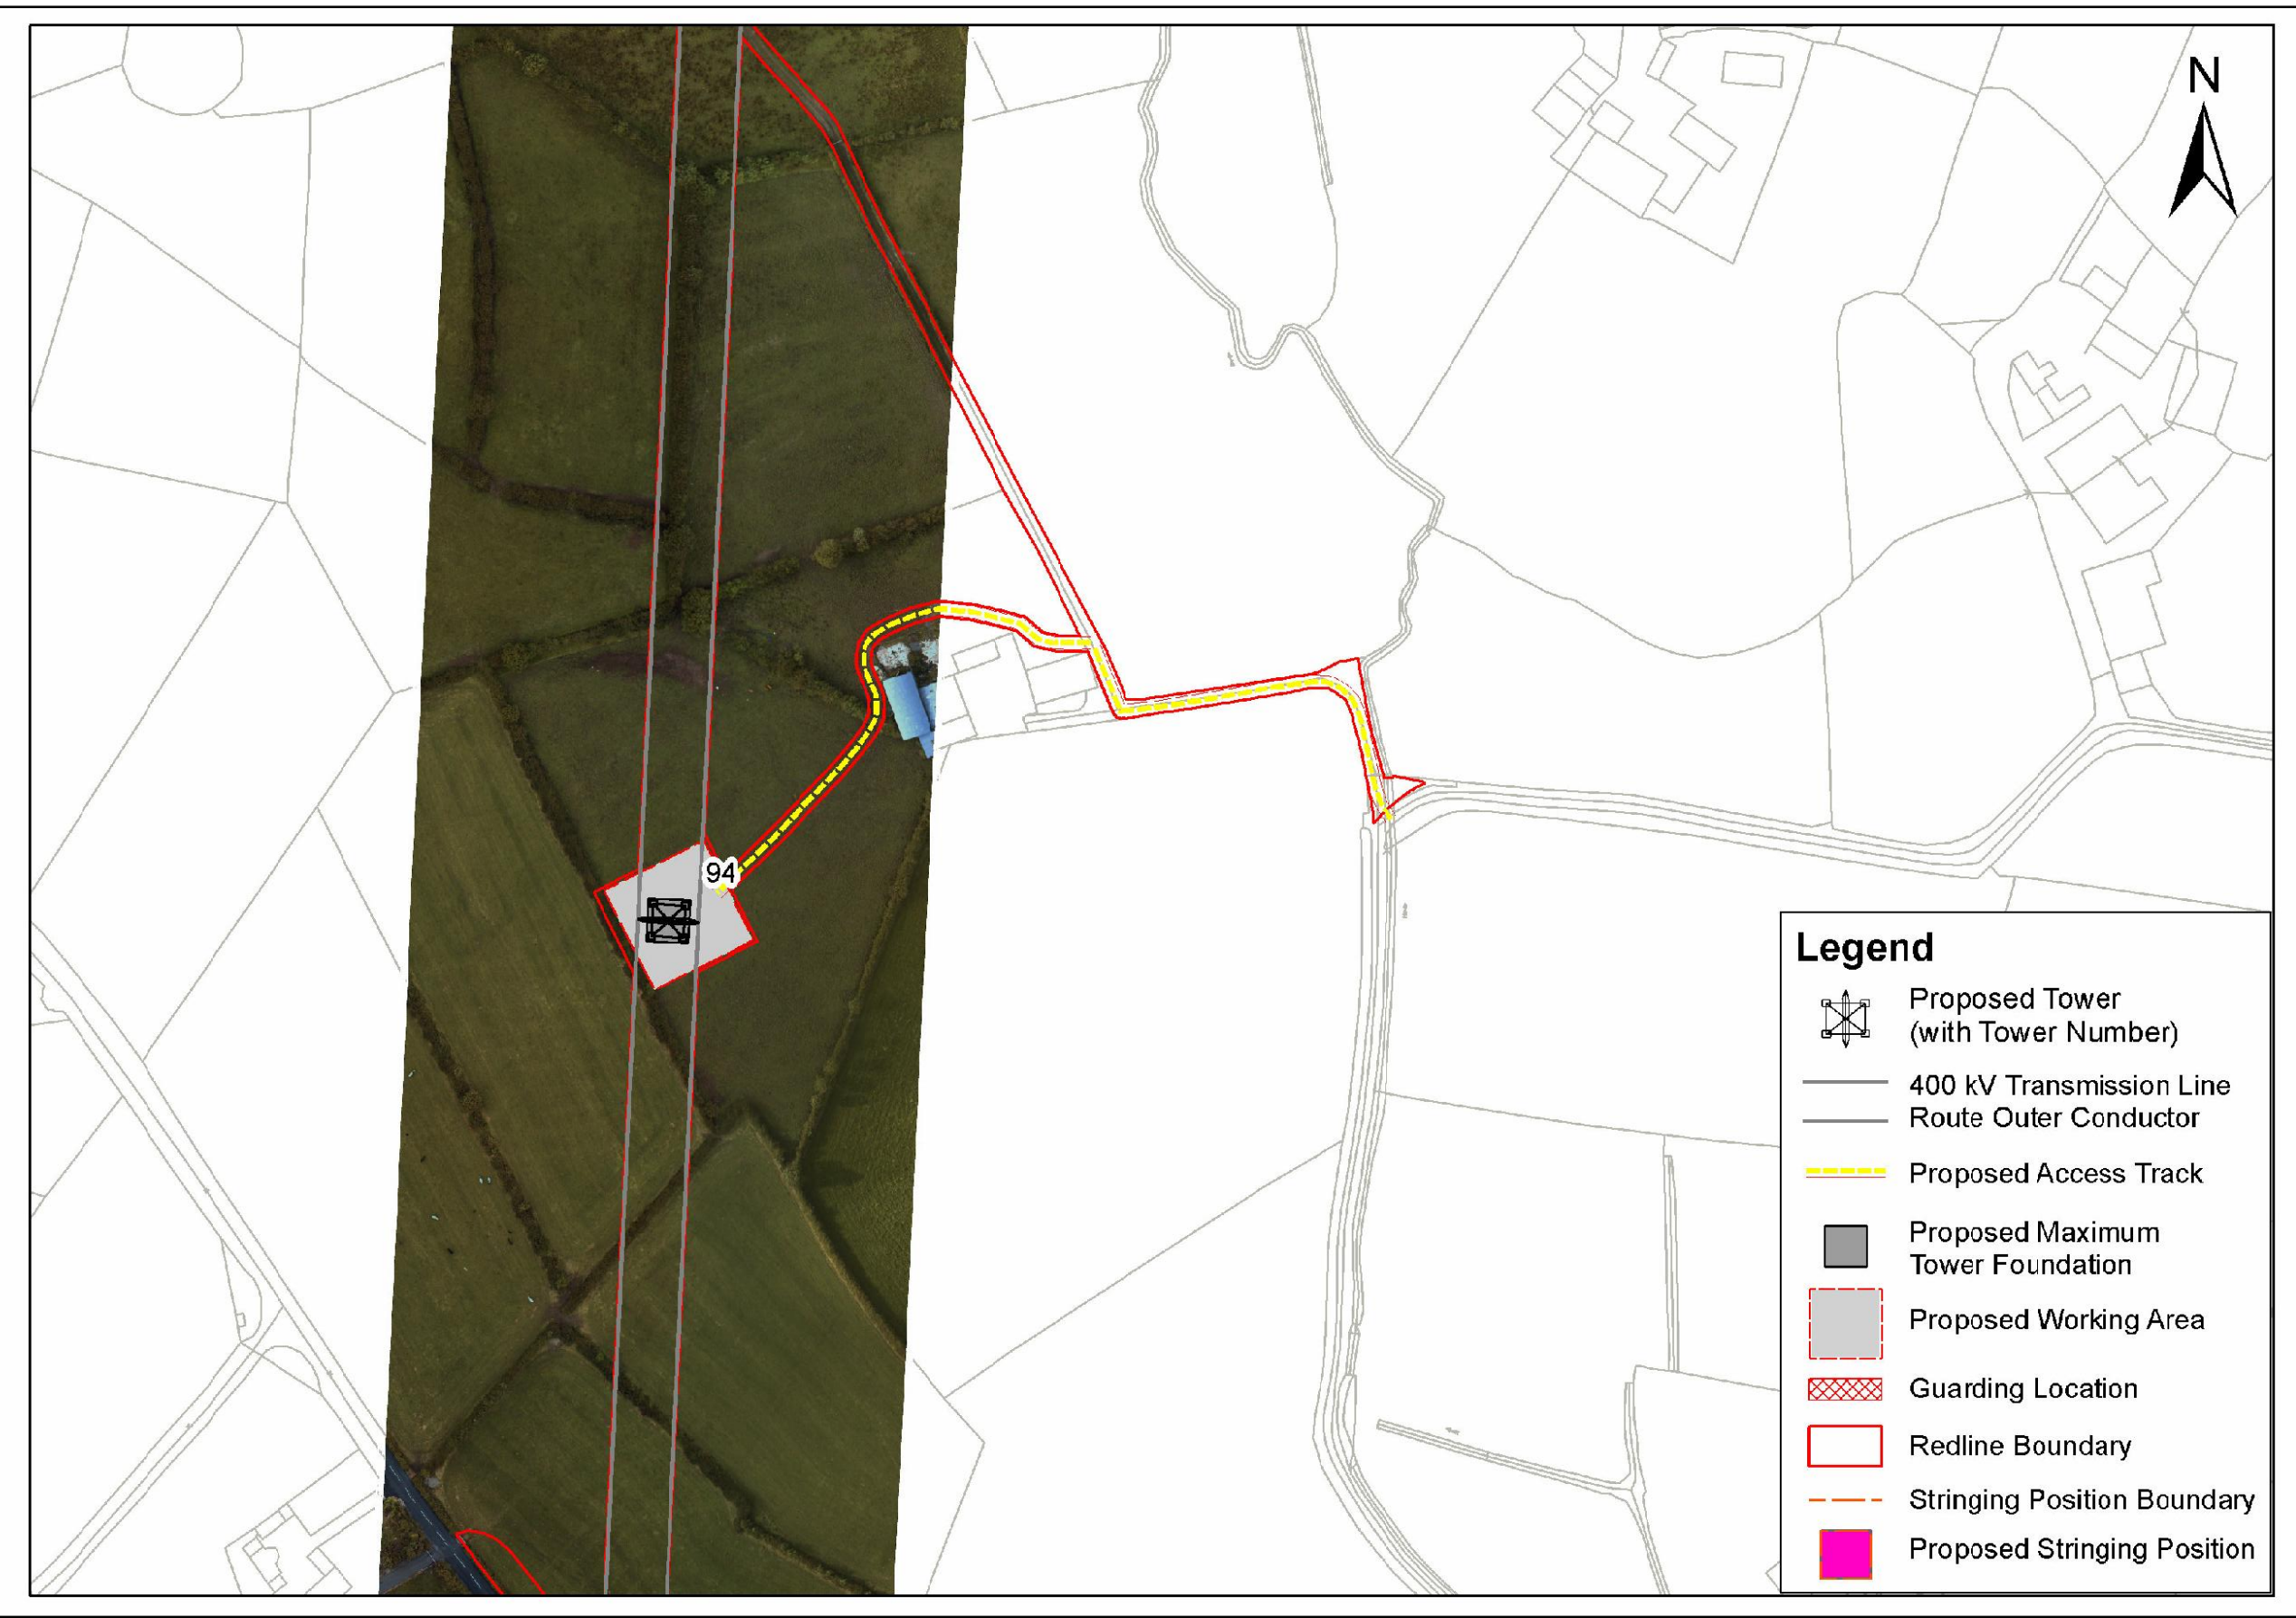 N
94
Legend
Proposed Tower
(with Tower Number)
400 kV Transmission Line
Route Outer Conductor
Proposed Access Track
Proposed Maximum
Tower Foundation
Proposed Working Area
Guarding Location
Redline Boundary
Stringing Position Boundary
Proposed Stringing Position